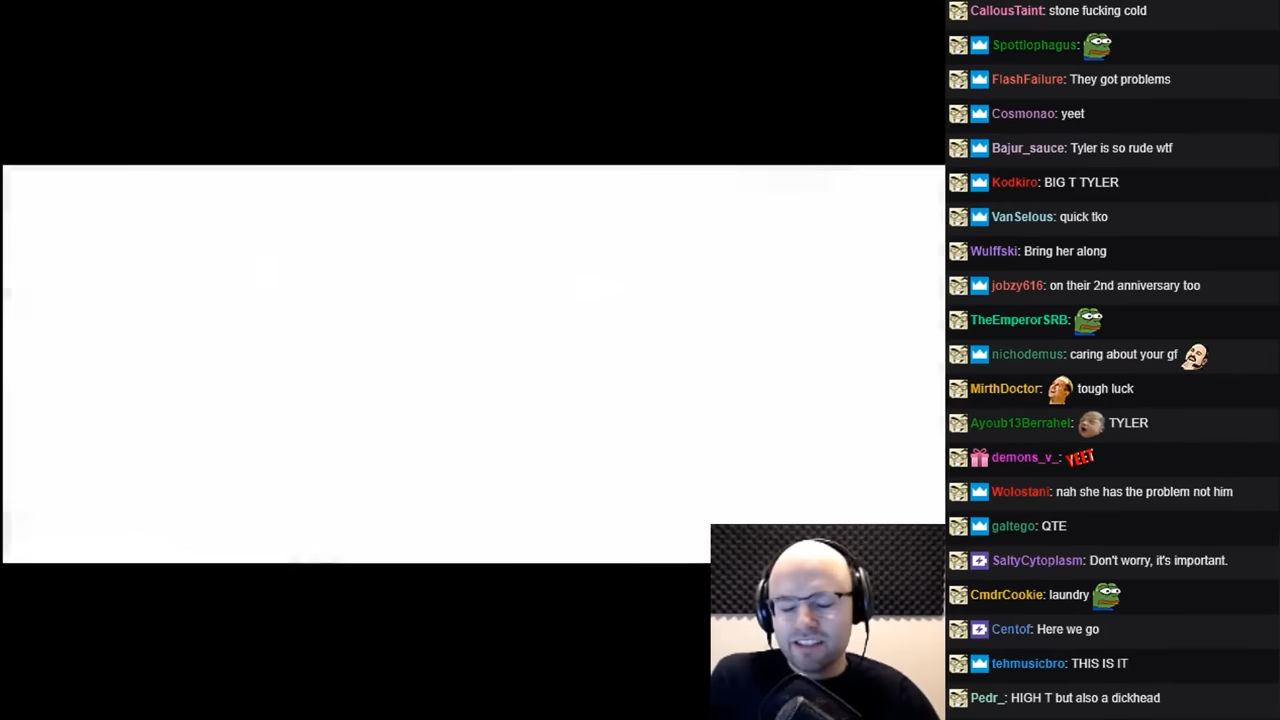 CallousTaint: stone fucking cold
Spottlophagus:
FlashFailure: They got problems
Cosmonao: yeet
Bajur_sauce: Tyler is so rude wtf
Kodkiro: BIG T TYLER
VanSelous: quick tko
Wulffski: Bring her along
jobzy616: on their 2nd anniversary too
TheEmperorSRB:
nichodemus: caring about your gf
MirthDoctor: tough luck
Ayoub13Berrahel: TYLER
demons_v_: YEET
Wolostani: nah she has the problem not him
galtego: QTE
SaltyCytoplasm: Don't worry, it's important.
CmdrCookie: laundry
Centof: Here we go
tehmusicbro: THIS IS IT
Pedr_: HIGH T but also a dickhead